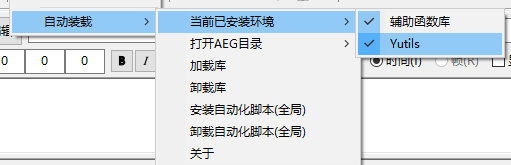 自动装载
当前已安装环境
辅助函数库
打开AEG目录
Yutils
加载库
时间(I)
帧(R)
0
0
0
B
I
卸载库
安装自动化脚本(全局)
卸载自动化脚本(全局)
关于